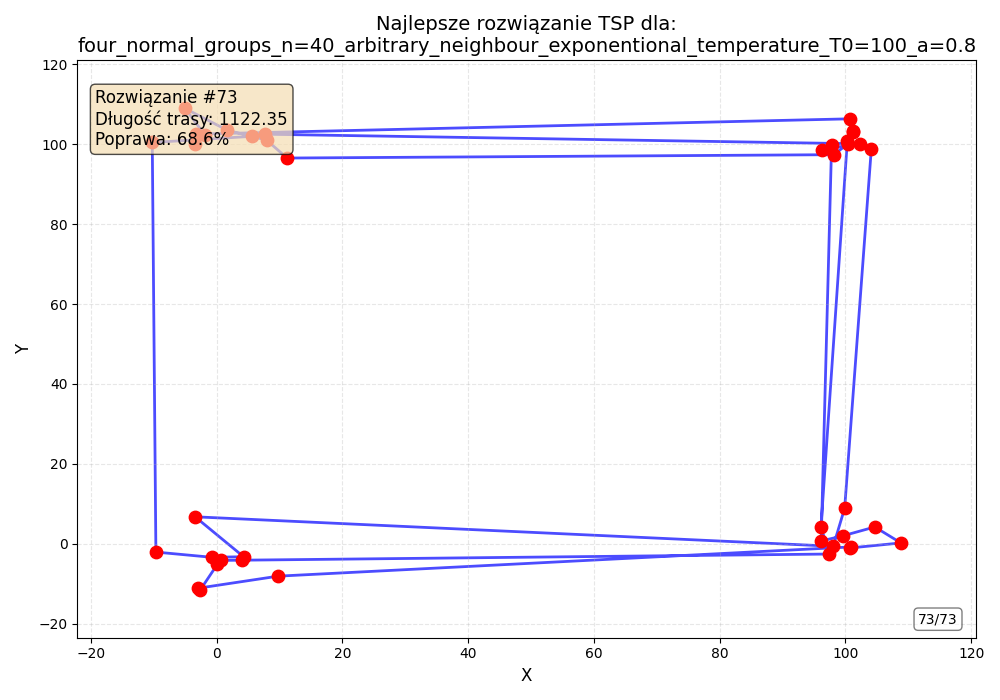 Najlepsze rozwiązanie TSP dla:
four_normal_groups_n=40_arbitrary_neighbour_exponential_temperature_T0=100_a=0.8
Rozwiązanie #73
Długość trasy: 1122.35
Poprawa: 68.6%
120
100
80
60
40
20
0
−20
Y
73/73
−20
0
20
40
60
80
100
120
X